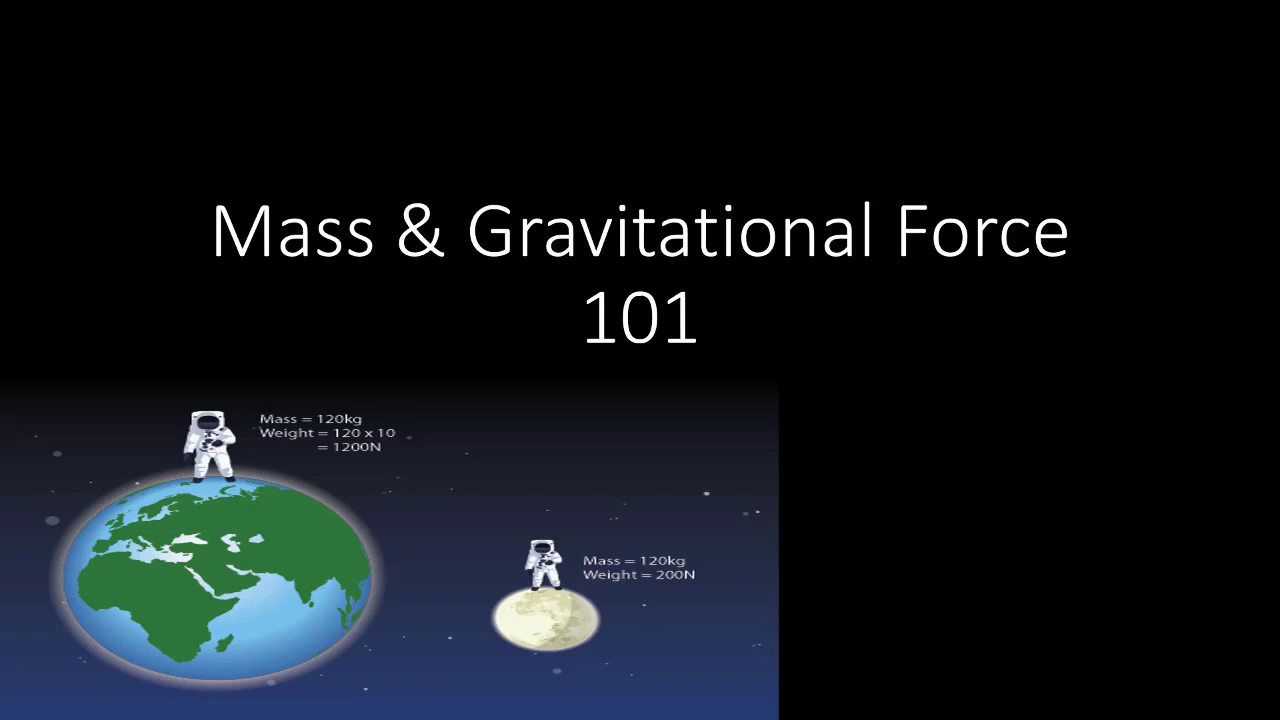 Mass & Gravitational Force
101
Mass = 120kg
Weight = 120 x 10
= 1200N
Mass = 120kg
Weight = 200N